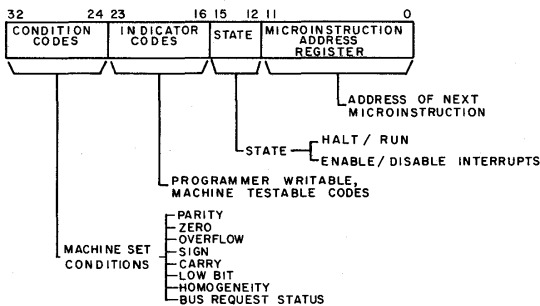 32 24 23 16 15 12 11 0
CONDITION CODES
INDICATOR CODES
STATE
MICROINSTRUCTION ADDRESS REGISTER
ADDRESS OF NEXT
MICROINSTRUCTION
STATE
HALT / RUN
ENABLE / DISABLE INTERRUPTS
PROGRAMMER WRITABLE,
MACHINE TESTABLE CODES
MACHINE SET
CONDITIONS
PARITY
ZERO
OVERFLOW
SIGN
CARRY
LOW BIT
HOMOGENEITY
BUS REQUEST STATUS